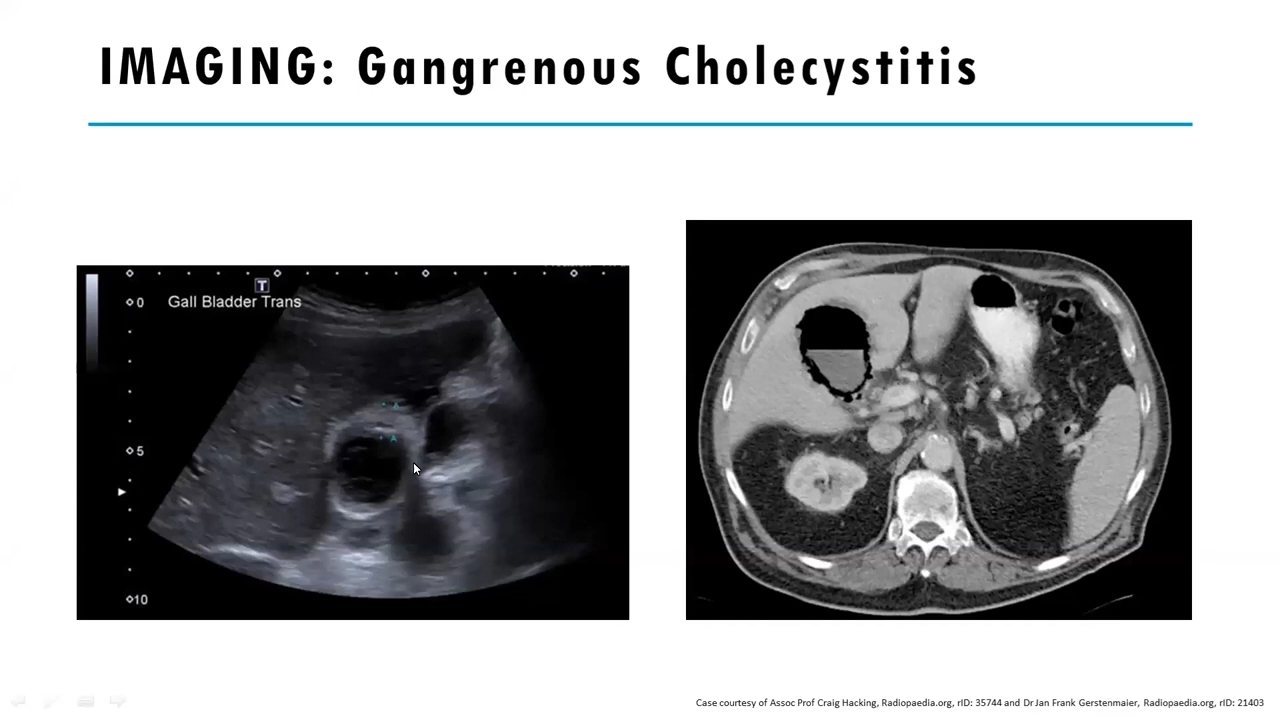 IMAGING: Gangrenous Cholecystitis
T
0
Gall Bladder Trans
A
A
5
10
Case courtesy of Assoc Prof Craig Hacking, Radiopaedia.org, rID: 35744 and Dr Jan Frank Gerstenmaier, Radiopaedia.org, rID: 21403